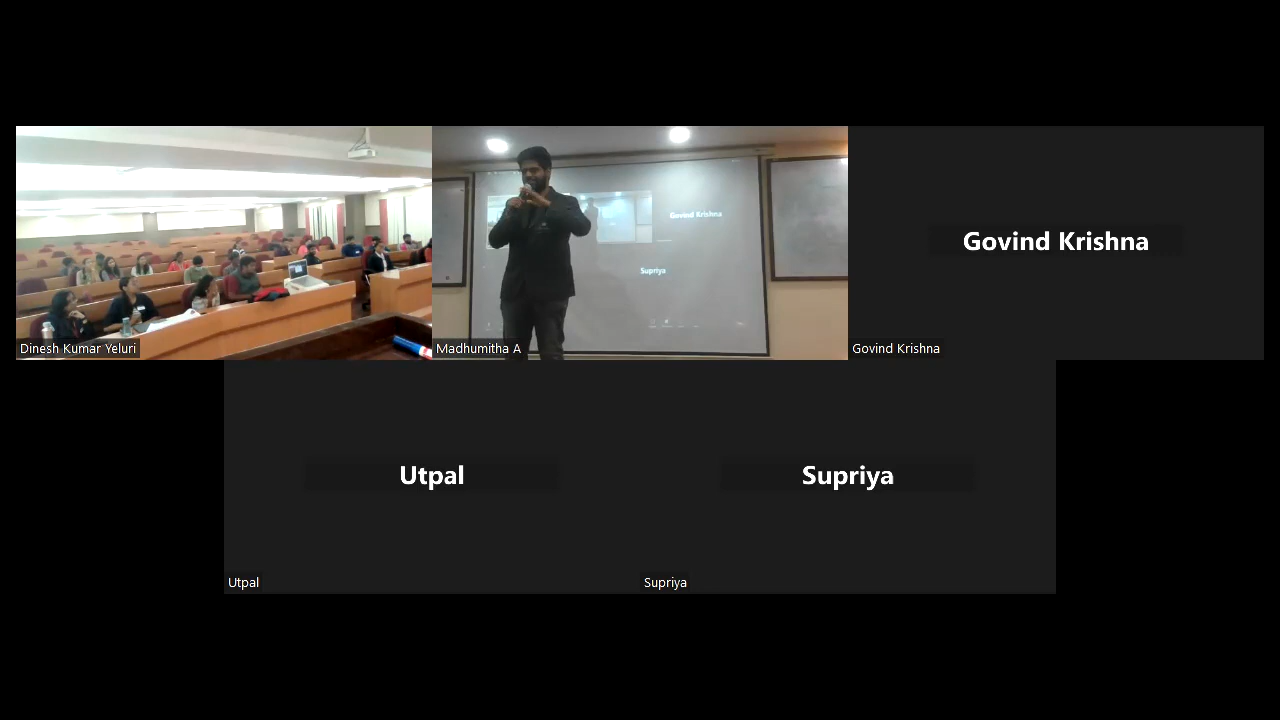 Govind Krishna
Supriya
Dinesh Kumar Yeluri
Madhumitha A
Govind Krishna
Govind Krishna
Utpal
Supriya
Utpal
Supriya